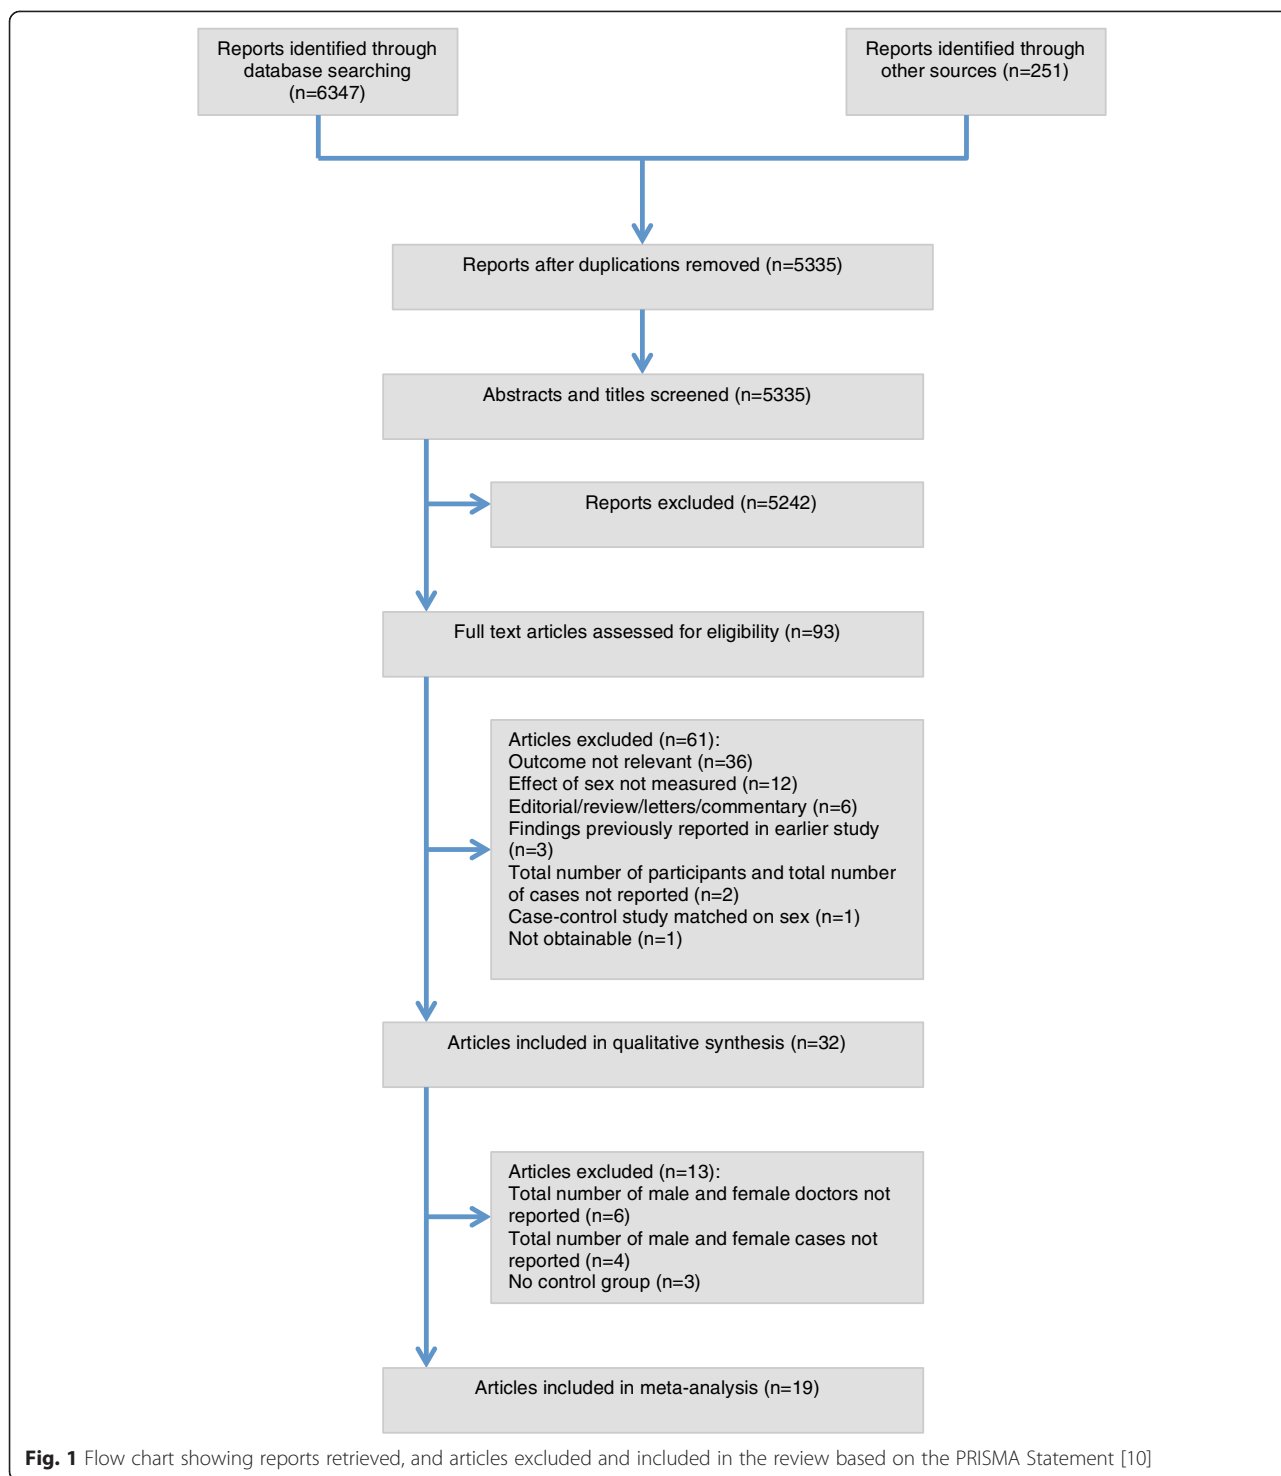 Reports identified through
database searching
(n=6347)
Reports identified through
other sources (n=251)
Reports after duplications removed (n=5335)
Abstracts and titles screened (n=5335)
Reports excluded (n=5242)
Full text articles assessed for eligibility (n=93)
Articles excluded (n=61):
Outcome not relevant (n=36)
Effect of sex not measured (n=12)
Editorial/review/letters/commentary (n=6)
Findings previously reported in earlier study
(n=3)
Total number of participants and total number
of cases not reported (n=2)
Case-control study matched on sex (n=1)
Not obtainable (n=1)
Articles included in qualitative synthesis (n=32)
Articles excluded (n=13):
Total number of male and female doctors not
reported (n=6)
Total number of male and female cases not
reported (n=4)
No control group (n=3)
Articles included in meta-analysis (n=19)
Fig. 1 Flow chart showing reports retrieved, and articles excluded and included in the review based on the PRISMA Statement [10]